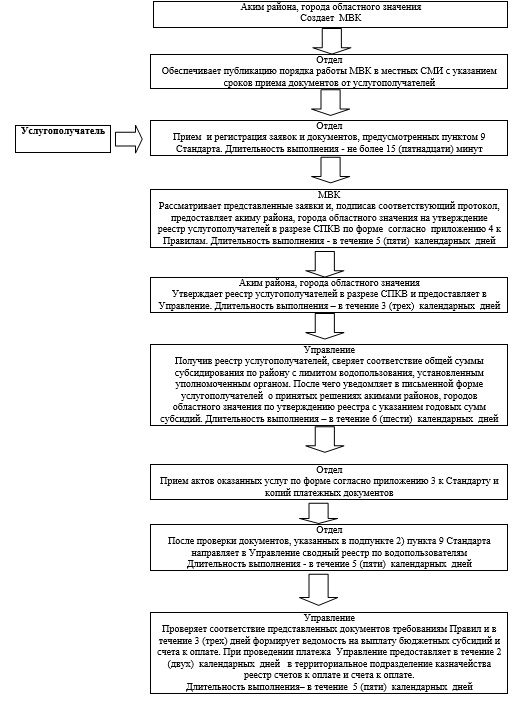 Аким района, города областного значения
Создает МВК
Отдел
Обеспечивает публикацию порядка работы МВК в местных СМИ с указанием
сроков приема документов от услугополучателей
Услугополучатель
Отдел
Прием и регистрация заявок и документов, предусмотренных пунктом 9
Стандарта. Длительность выполнения - не более 15 (пятнадцати) минут
МВК
Рассматривает представленные заявки и, подписав соответствующий протокол,
предоставляет акиму района, города областного значения на утверждение
реестр услугополучателей в разрезе СПКВ по форме согласно приложению 4 к
Правилам. Длительность выполнения - в течение 5 (пяти) календарных дней
Аким района, города областного значения
Утверждает реестр услугополучателей в разрезе СПКВ и предоставляет в
Управление. Длительность выполнения – в течение 3 (трех) календарных дней
Управление
Получив реестр услугополучателей, сверяет соответствие общей суммы
субсидирования по району с лимитом водопользования, установленным
уполномоченным органом. После чего уведомляет в письменной форме
услугополучателей о принятых решениях акимами районов, городов
областного значения по утверждению реестра с указанием годовых сумм
субсидий. Длительность выполнения – в течение 6 (шести) календарных дней
Отдел
Прием актов оказанных услуг по форме согласно приложению 3 к Стандарту и
копий платежных документов
Отдел
После проверки документов, указанных в подпункте 2) пункта 9 Стандарта
направляет в Управление сводный реестр по водопользователям
Длительность выполнения - в течение 5 (пяти) календарных дней
Управление
Проверяет соответствие представленных документов требованиям Правил и в
течение 3 (трех) дней формирует ведомость на выплату бюджетных субсидий и
счета к оплате. При проведении платежа Управление предоставляет в течение 2
(двух) календарных дней в территориальное подразделение казначейства
реестр счетов к оплате и счета к оплате.
Длительность выполнения– в течение 5 (пяти) календарных дней